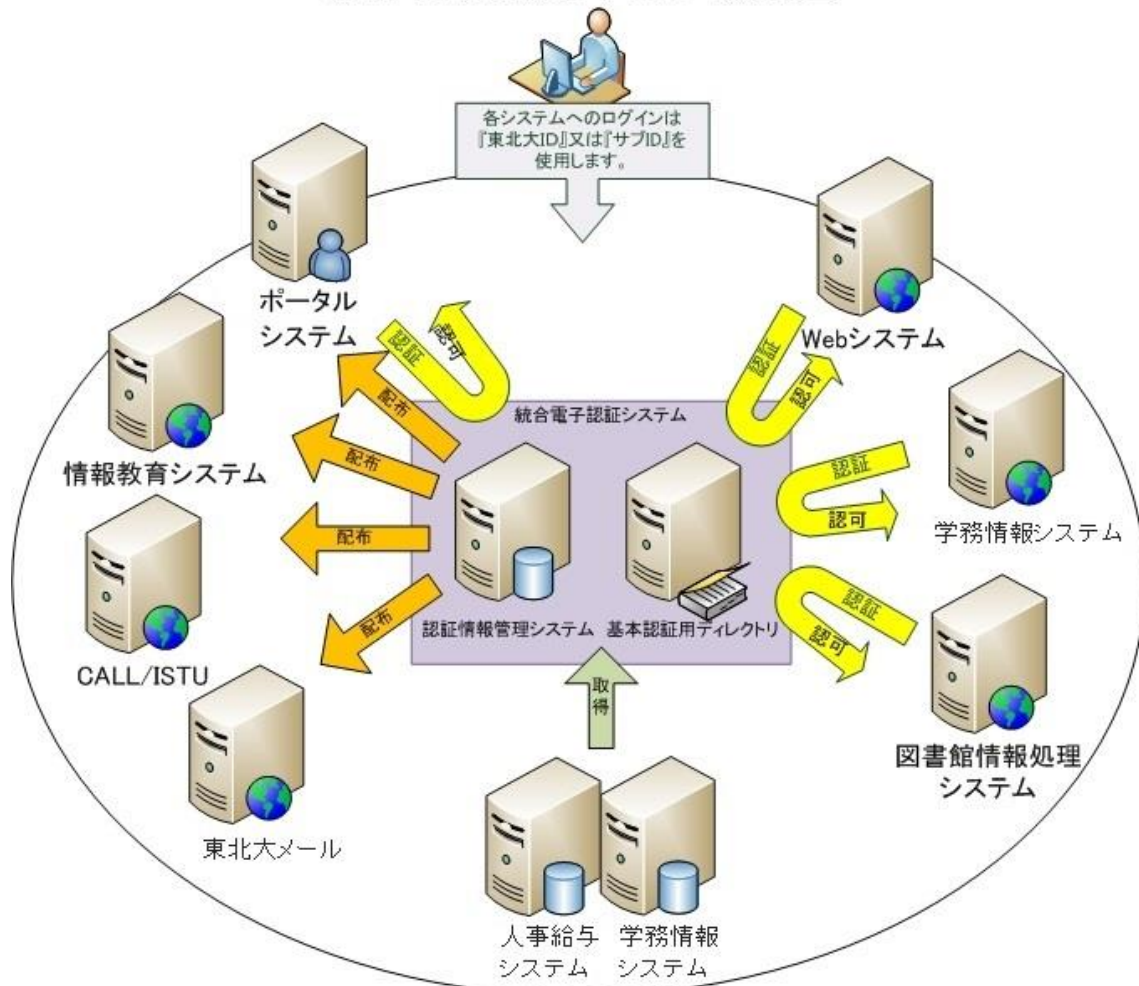 各システムへのログインは
『東北大ID』又は『サブID』を
使用します。
ポータル
システム
Webシステム
認証
認可
認証
認可
情報教育システム
配布
統合電子認証システム
配布
認証
認可
学務情報システム
配布
CALL/ISTU
配布
認証情報管理システム
基本認証用ディレクトリ
認証
認可
図書館情報処理
システム
取得
東北大メール
人事給与
システム
学務情報
システム